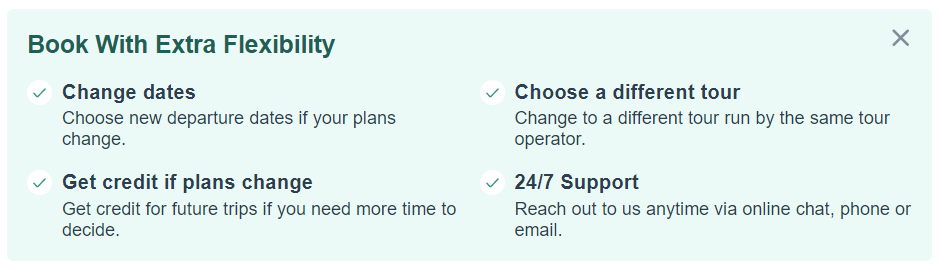 Book With Extra Flexibility
Change dates
Choose new departure dates if your plans
change.
Choose a different tour
Change to a different tour run by the same tour
operator.
Get credit if plans change
Get credit for future trips if you need more time to
decide.
24/7 Support
Reach out to us anytime via online chat, phone or
email.